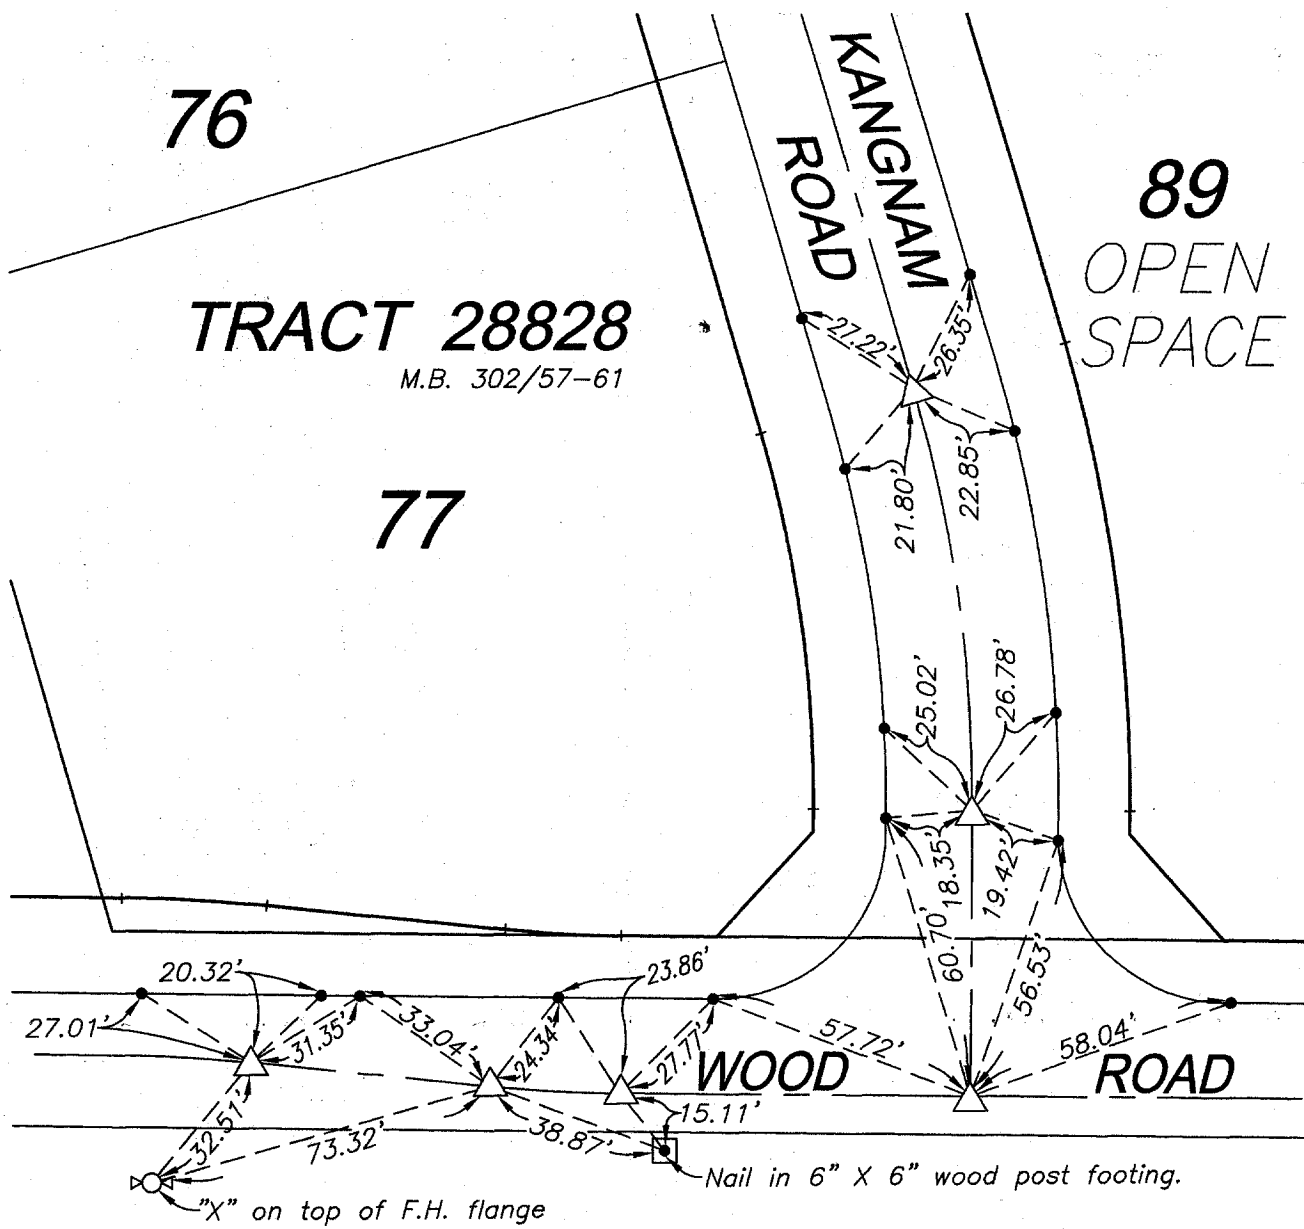 76
KANGNAM
ROAD
89
OPEN
SPACE
TRACT 28828
M.B. 302/57-61
77
27.22'
26.35'
21.80'
22.85'
25.02'
26.78'
18.35'
19.42'
60.70'
56.53'
20.32'
23.86'
27.01'
31.35'
33.04'
24.34'
27.77'
57.72'
58.04'
WOOD ROAD
32.51'
73.32'
38.87'
15.11'
Nail in 6" X 6" wood post footing.
"X" on top of F.H. flange